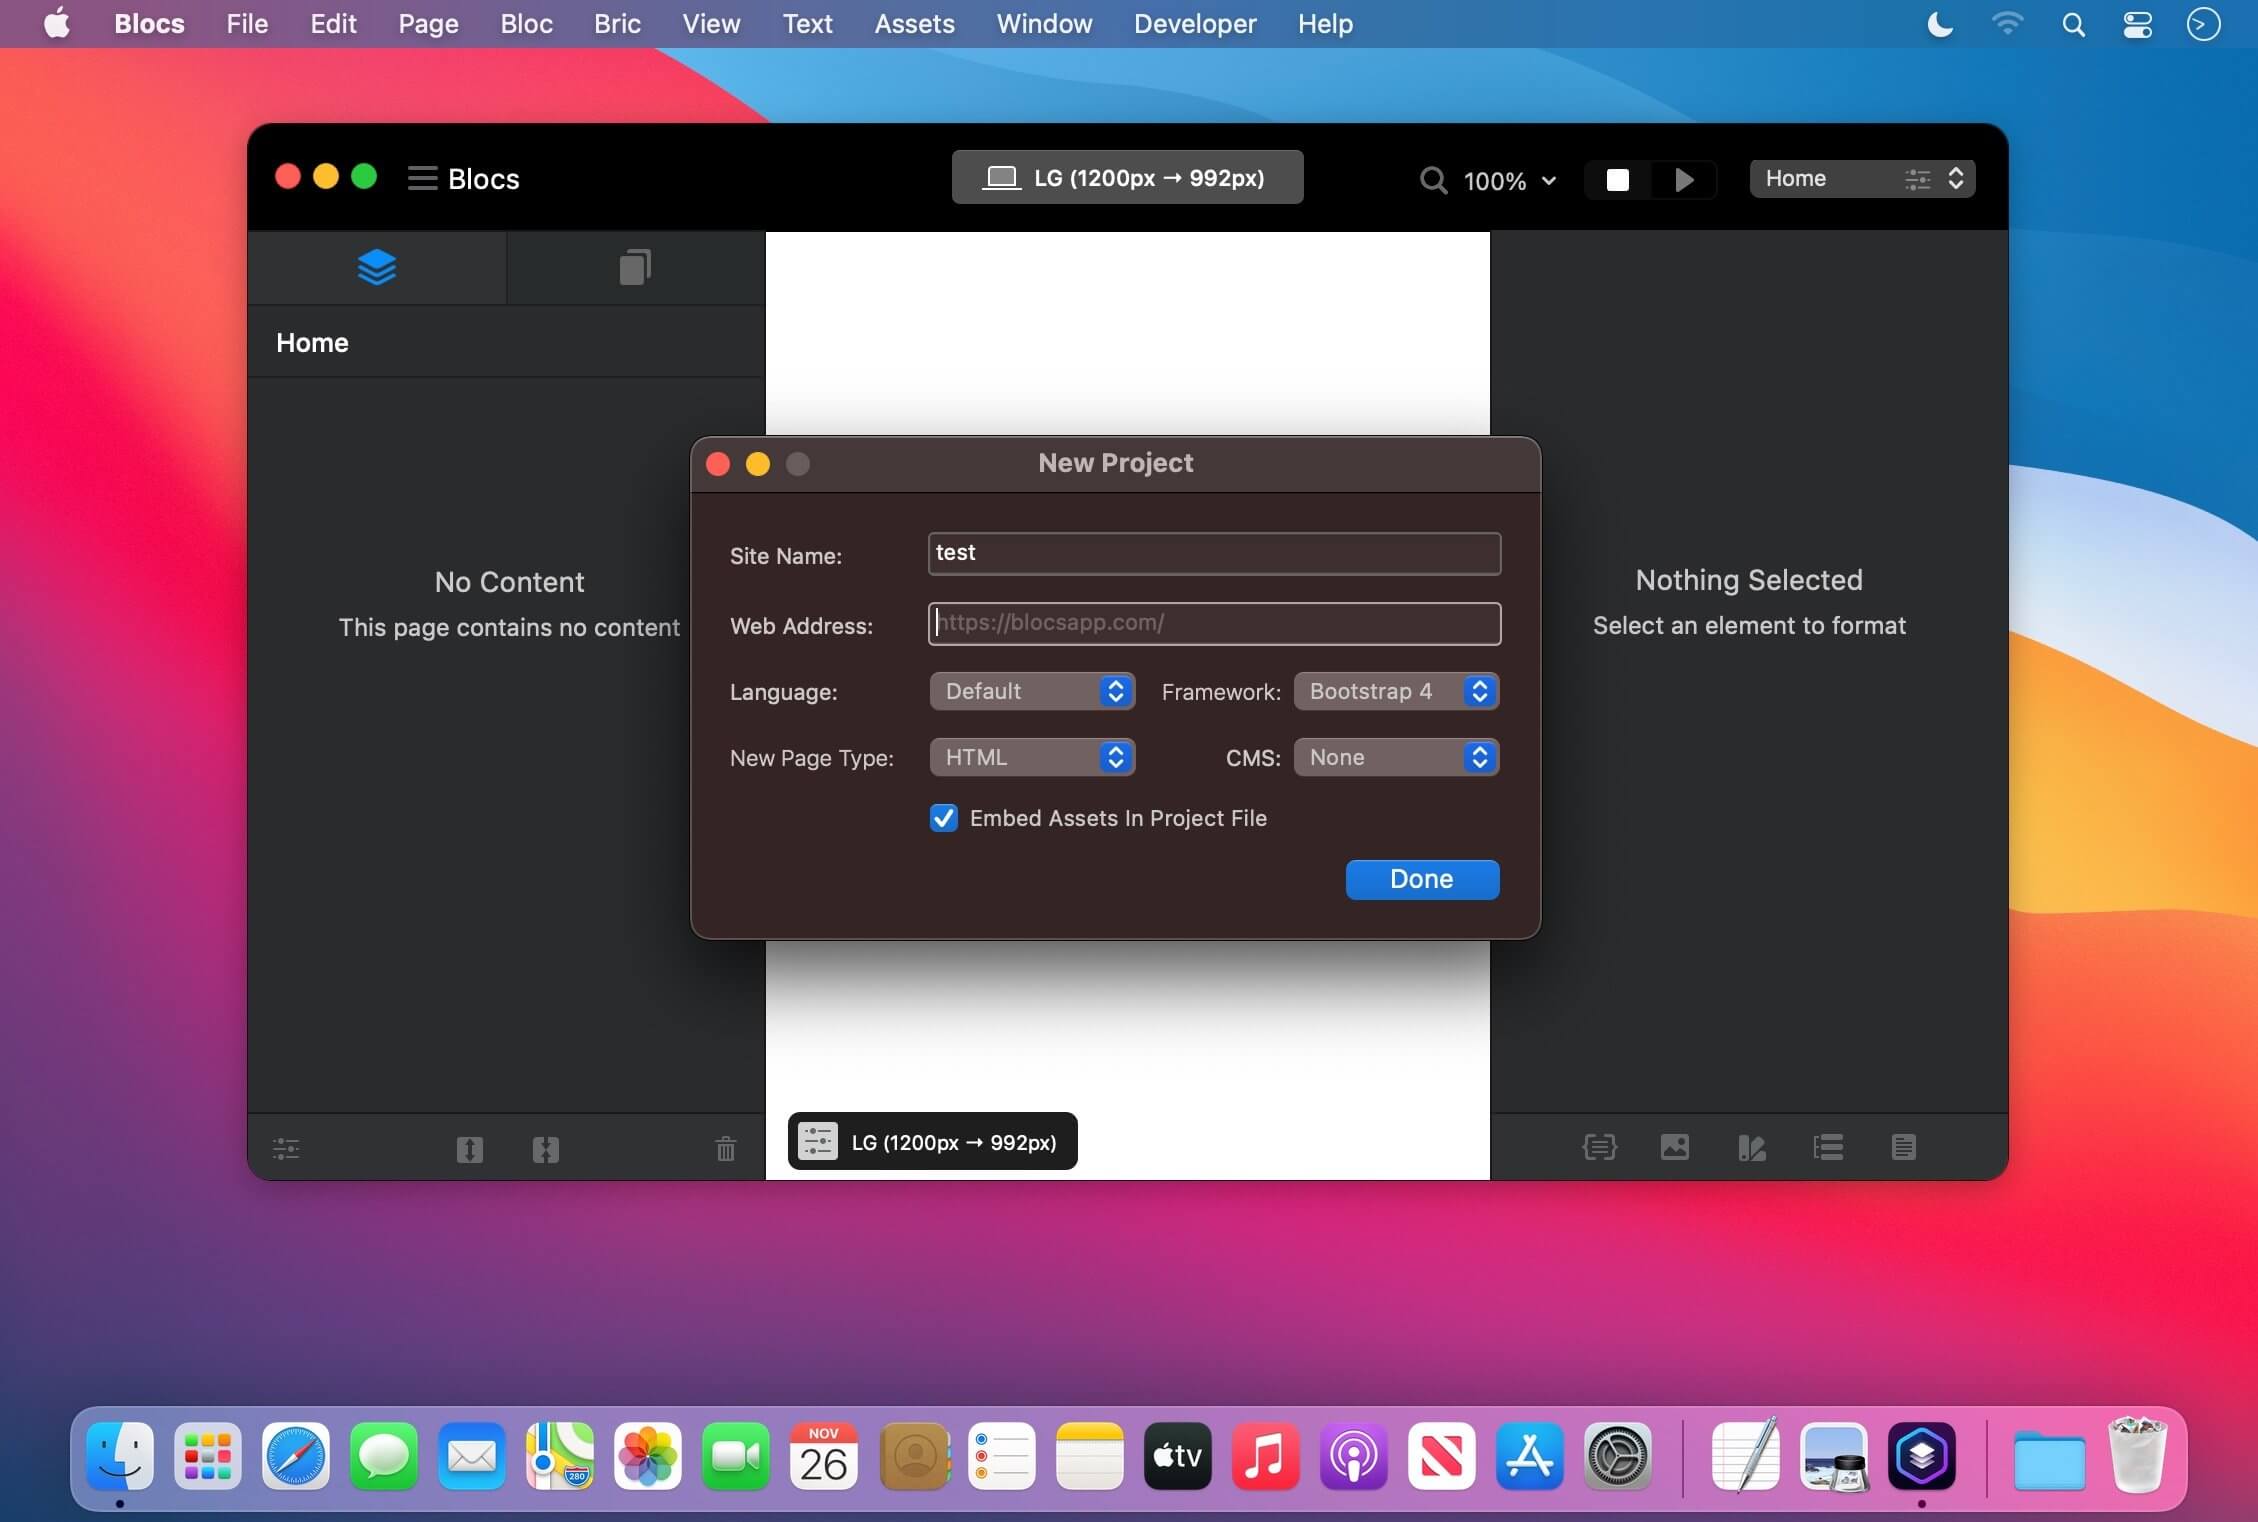 Blocs File Edit Page Bloc Bric View Text Assets Window Developer Help
Blocs
LG (1200px → 992px)
100%
Home
Home
No Content
This page contains no content
Nothing Selected
Select an element to format
New Project
Site Name: test
Web Address: https://blocsapp.com/
Language: Default Framework: Bootstrap 4
New Page Type: HTML CMS: None
Embed Assets In Project File
Done
LG (1200px → 992px)
280
NOV
26
tv